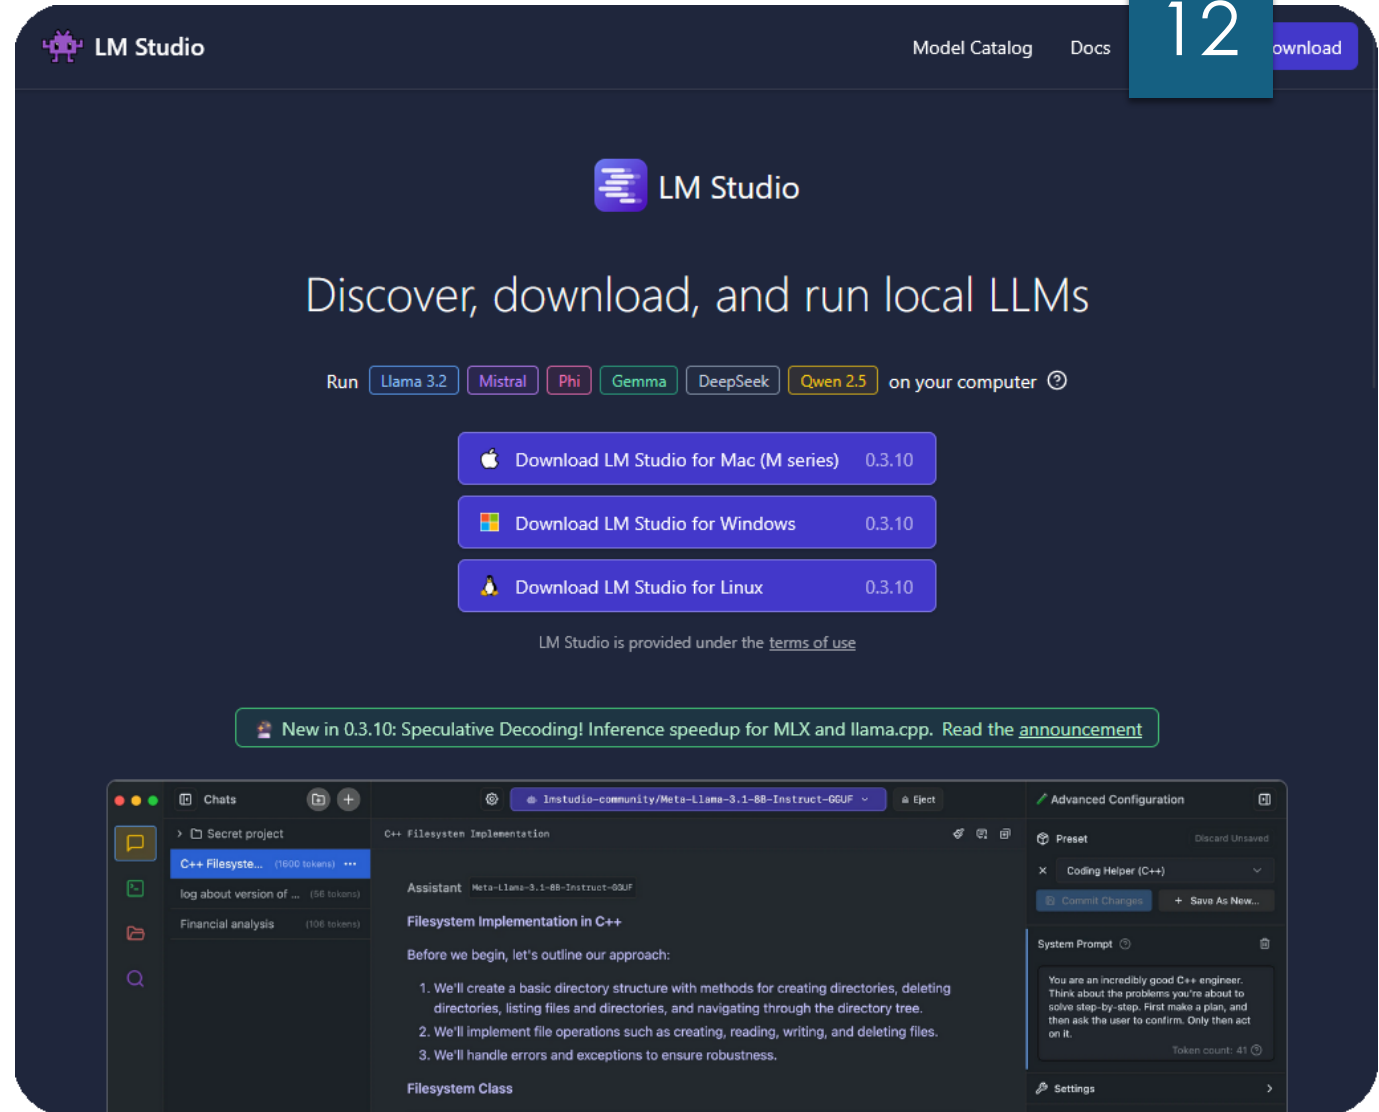 LM Studio
Model Catalog
Docs
12
ownload
LM Studio
Discover, download, and run local LLMs
Run Llama 3.2 Mistral Phi Gemma DeepSeek Qwen 2.5 on your computer
Download LM Studio for Mac (M series) 0.3.10
Download LM Studio for Windows 0.3.10
Download LM Studio for Linux 0.3.10
LM Studio is provided under the terms of use
New in 0.3.10: Speculative Decoding! Inference speedup for MLX and llama.cpp. Read the announcement
Chats
lmstudio-community/Meta-Llama-3.1-8B-Instruct-GGUF
Eject
Advanced Configuration
Secret project
C++ Filesyste... (1600 tokens) •••
log about version of ... (56 tokens)
Financial analysis (106 tokens)
C++ Filesystem Implementation
Assistant Meta-Llama-3.1-8B-Instruct-GGUF
Filesystem Implementation in C++
Before we begin, let's outline our approach:
1. We'll create a basic directory structure with methods for creating directories, deleting
directories, listing files and directories, and navigating through the directory tree.
2. We'll implement file operations such as creating, reading, writing, and deleting files.
3. We'll handle errors and exceptions to ensure robustness.
Filesystem Class
Preset Discard Unsaved
Coding Helper (C++)
Commit Changes + Save As New...
System Prompt
You are an incredibly good C++ engineer.
Think about the problems you're about to
solve step-by-step. First make a plan, and
then ask the user to confirm. Only then act
on it.
Token count: 41
Settings